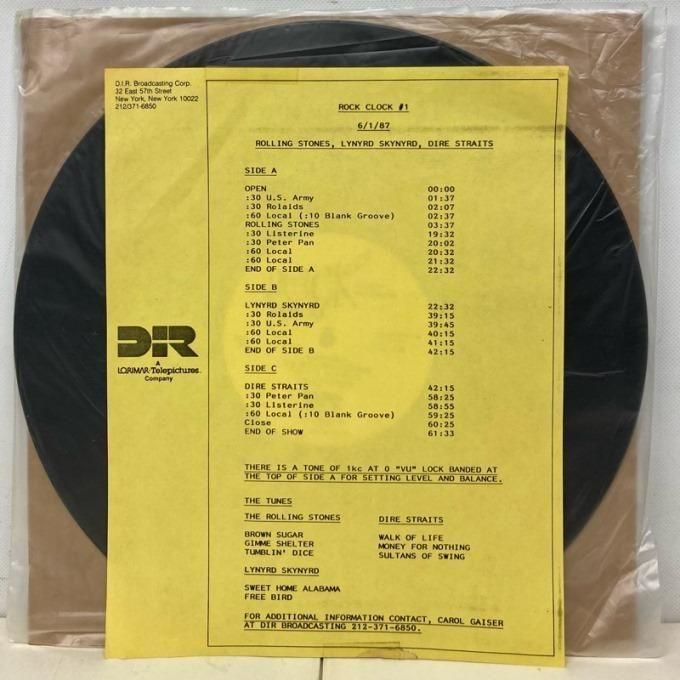 D.I.R. Broadcasting Corp.
32 East 57th Street
New York, New York 10022
212/371-6850
ROCK CLOCK #1
6/1/87
ROLLING STONES, LYNYRD SKYNYRD, DIRE STRAITS
SIDE A
OPEN 00:00
:30 U.S. Army 01:37
:30 Rolaids 02:07
:60 Local (:10 Blank Groove) 02:37
ROLLING STONES 03:37
:30 Listerine 19:32
:30 Peter Pan 20:02
:60 Local 20:32
:60 Local 21:32
END OF SIDE A 22:32
SIDE B
LYNYRD SKYNYRD 22:32
:30 Rolaids 39:15
:30 U.S. Army 39:45
:60 Local 40:15
:60 Local 41:15
END OF SIDE B 42:15
DIR
A
LORIMAR·Telepictures
Company
SIDE C
DIRE STRAITS 42:15
:30 Peter Pan 58:25
:30 Listerine 58:55
:60 Local (:10 Blank Groove) 59:25
Close 60:25
END OF SHOW 61:33
THERE IS A TONE OF 1kc AT 0 "VU" LOCK BANDED AT
THE TOP OF SIDE A FOR SETTING LEVEL AND BALANCE.
THE TUNES
THE ROLLING STONES DIRE STRAITS
BROWN SUGAR WALK OF LIFE
GIMME SHELTER MONEY FOR NOTHING
TUMBLIN' DICE SULTANS OF SWING
LYNYRD SKYNYRD
SWEET HOME ALABAMA
FREE BIRD
FOR ADDITIONAL INFORMATION CONTACT, CAROL GAISER
AT DIR BROADCASTING 212-371-6850.